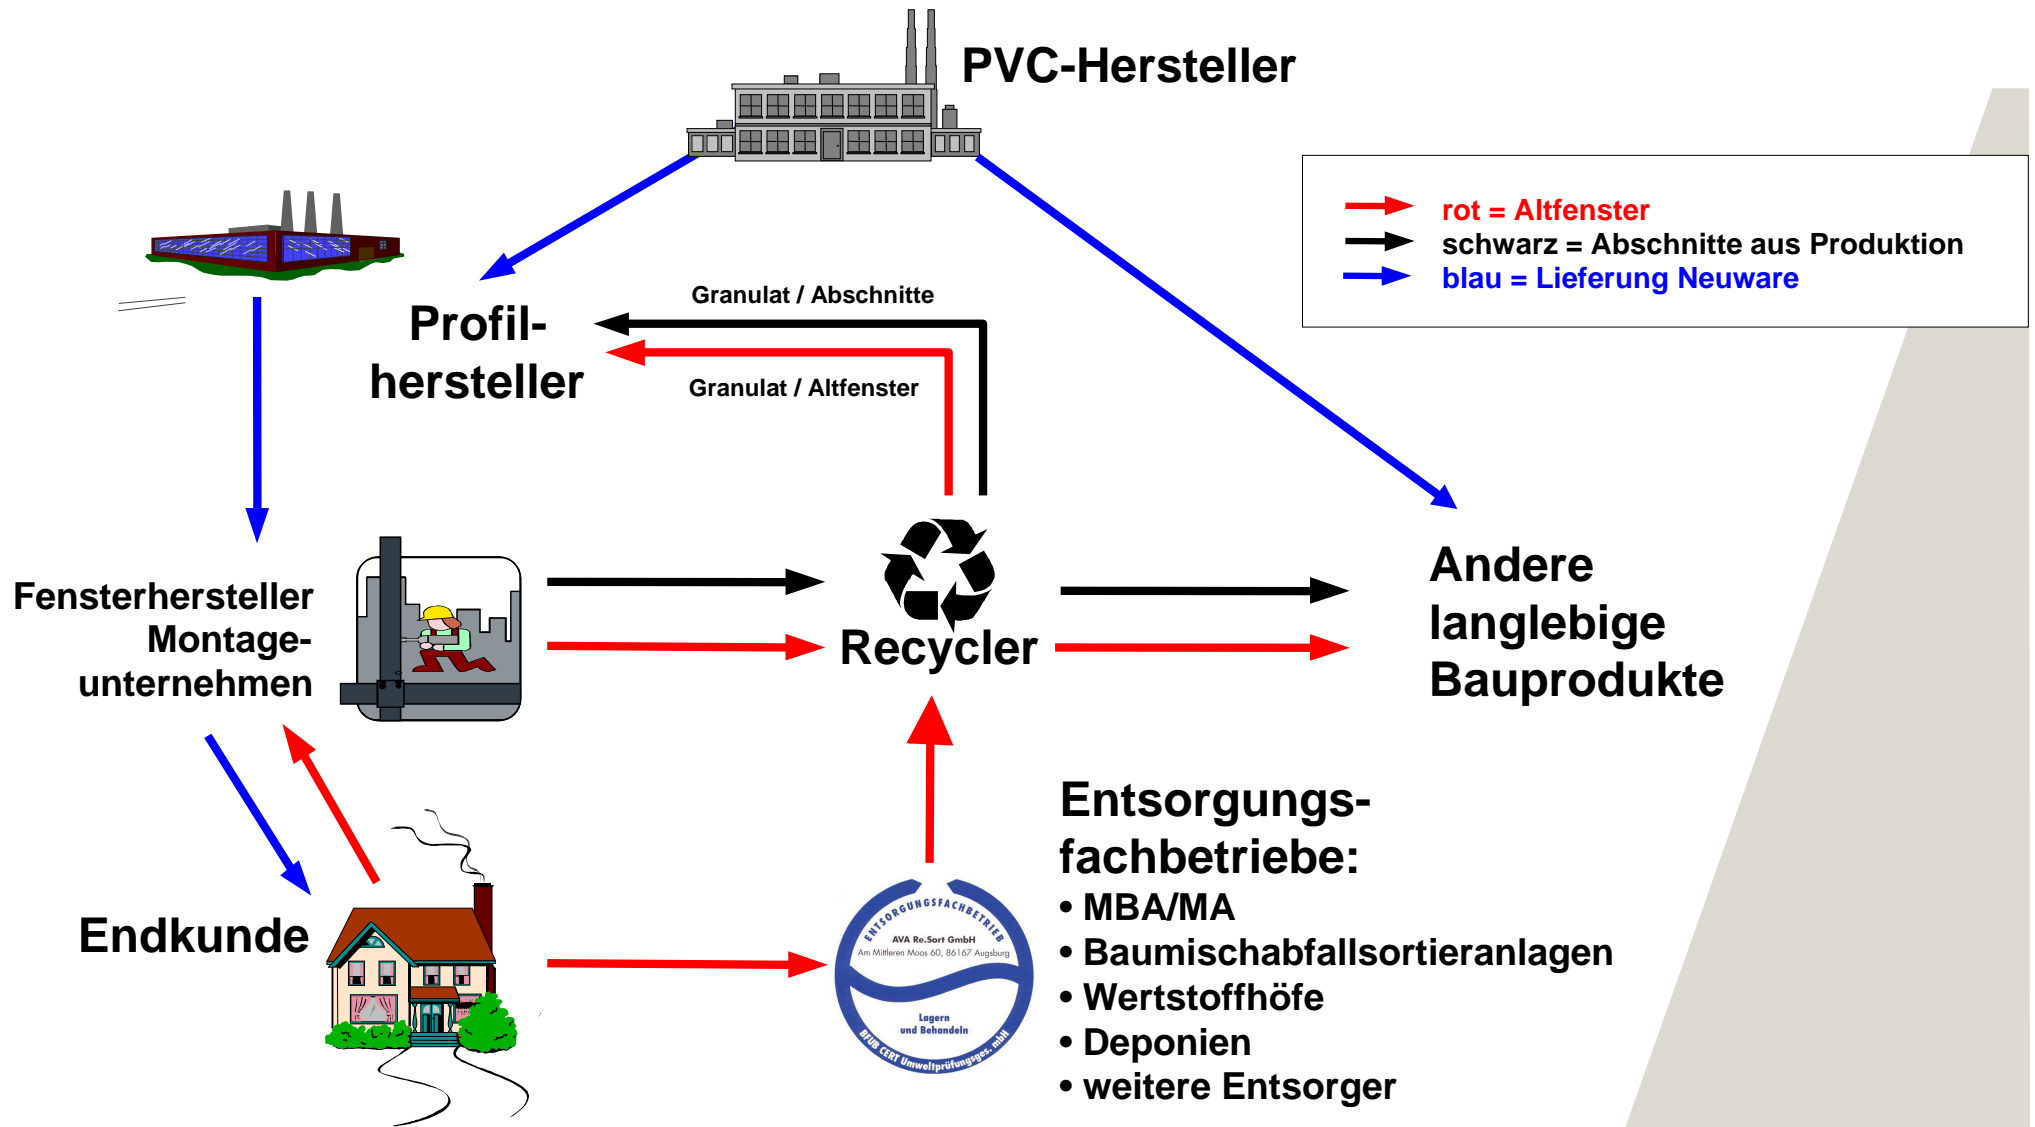 PVC-Hersteller
rot = Altfenster
schwarz = Abschnitte aus Produktion
blau = Lieferung Neuware
Granulat / Abschnitte
Profil-
hersteller
Granulat / Altfenster
Fensterhersteller
Montage-
unternehmen
Recycler
Andere
langlebige
Bauprodukte
Endkunde
ENTSORGUNGSFACHBETRIEB
AVA Re.Sort GmbH
Am Mittleren Moos 60, 86167 Augsburg
Lagern
und Behandeln
BFUB CERT Umweltprüfungsges. mbH
Entsorgungs-
fachbetriebe:
• MBA/MA
• Baumischabfallsortieranlagen
• Wertstoffhöfe
• Deponien
• weitere Entsorger